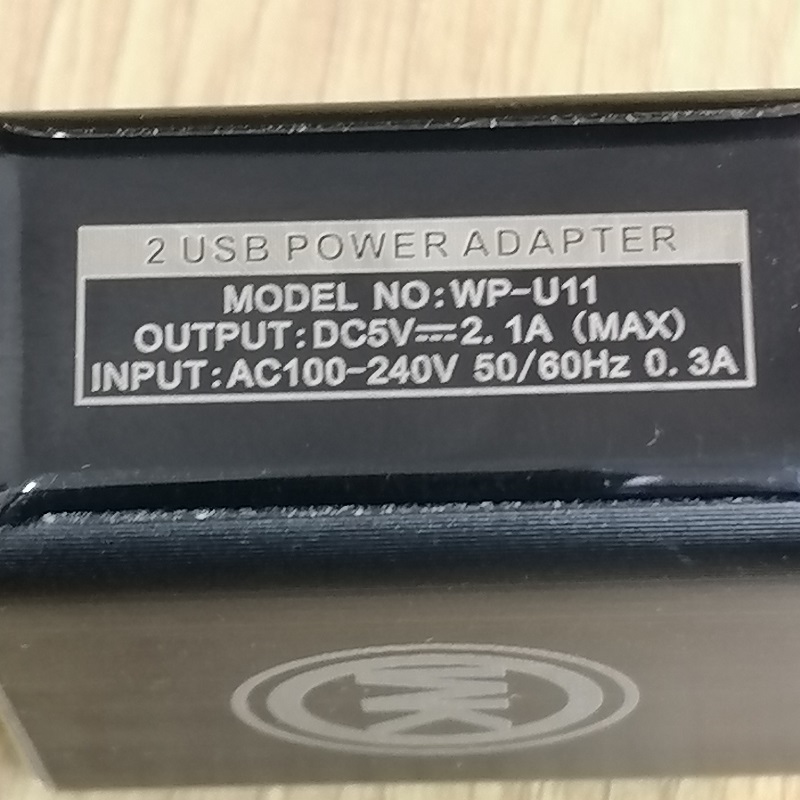 2 USB POWER ADAPTER
MODEL NO:WP-U11
OUTPUT:DC5V⎓2.1A (MAX)
INPUT:AC100-240V 50/60Hz 0.3A
WK